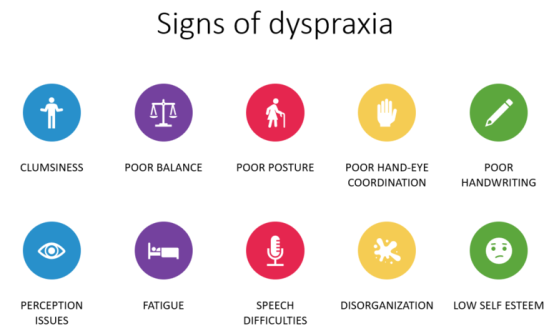 Signs of dyspraxia
CLUMSINESS
POOR BALANCE
POOR POSTURE
POOR HAND-EYE
COORDINATION
POOR
HANDWRITING
PERCEPTION
ISSUES
FATIGUE
SPEECH
DIFFICULTIES
DISORGANIZATION
LOW SELF ESTEEM